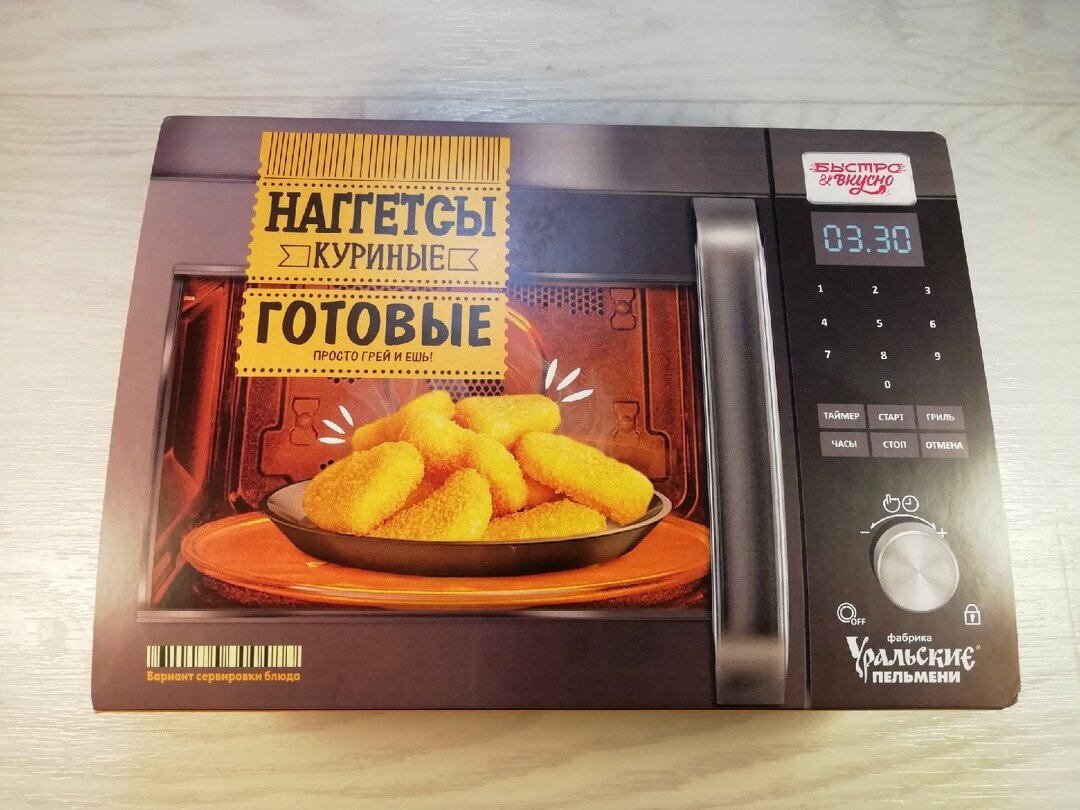 НАГГЕТСЫ
КУРИНЫЕ
ГОТОВЫЕ
ПРОСТО ГРЕЙ И ЕШЬ!
Вариант сервировки блюда
БЫСТРО
& ВКУСНО
03.30
1 2 3
4 5 6
7 8 9
0
ТАЙМЕР СТАРТ ГРИЛЬ
ЧАСЫ СТОП ОТМЕНА
− +
OFF
фабрика
Уральские®
ПЕЛЬМЕНИ